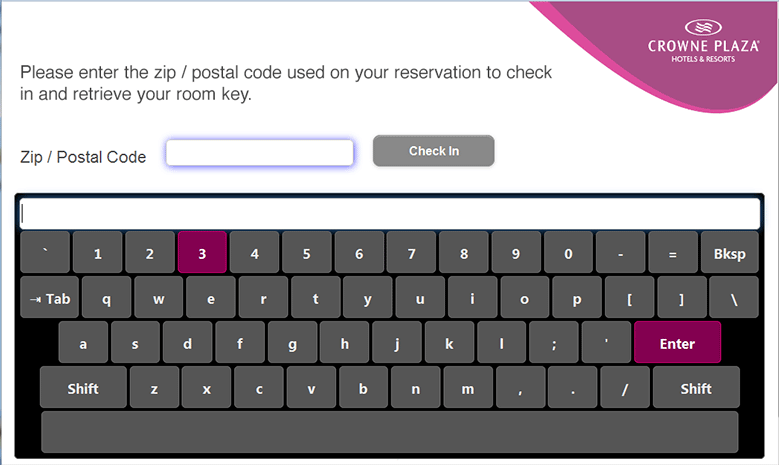 CROWNE PLAZA
HOTELS & RESORTS
Please enter the zip / postal code used on your reservation to check
in and retrieve your room key.
Zip / Postal Code Check In
` 1 2 3 4 5 6 7 8 9 0 - = Bksp
⇥ Tab q w e r t y u i o p [ ] \
a s d f g h j k l ; ' Enter
Shift z x c v b n m , . / Shift